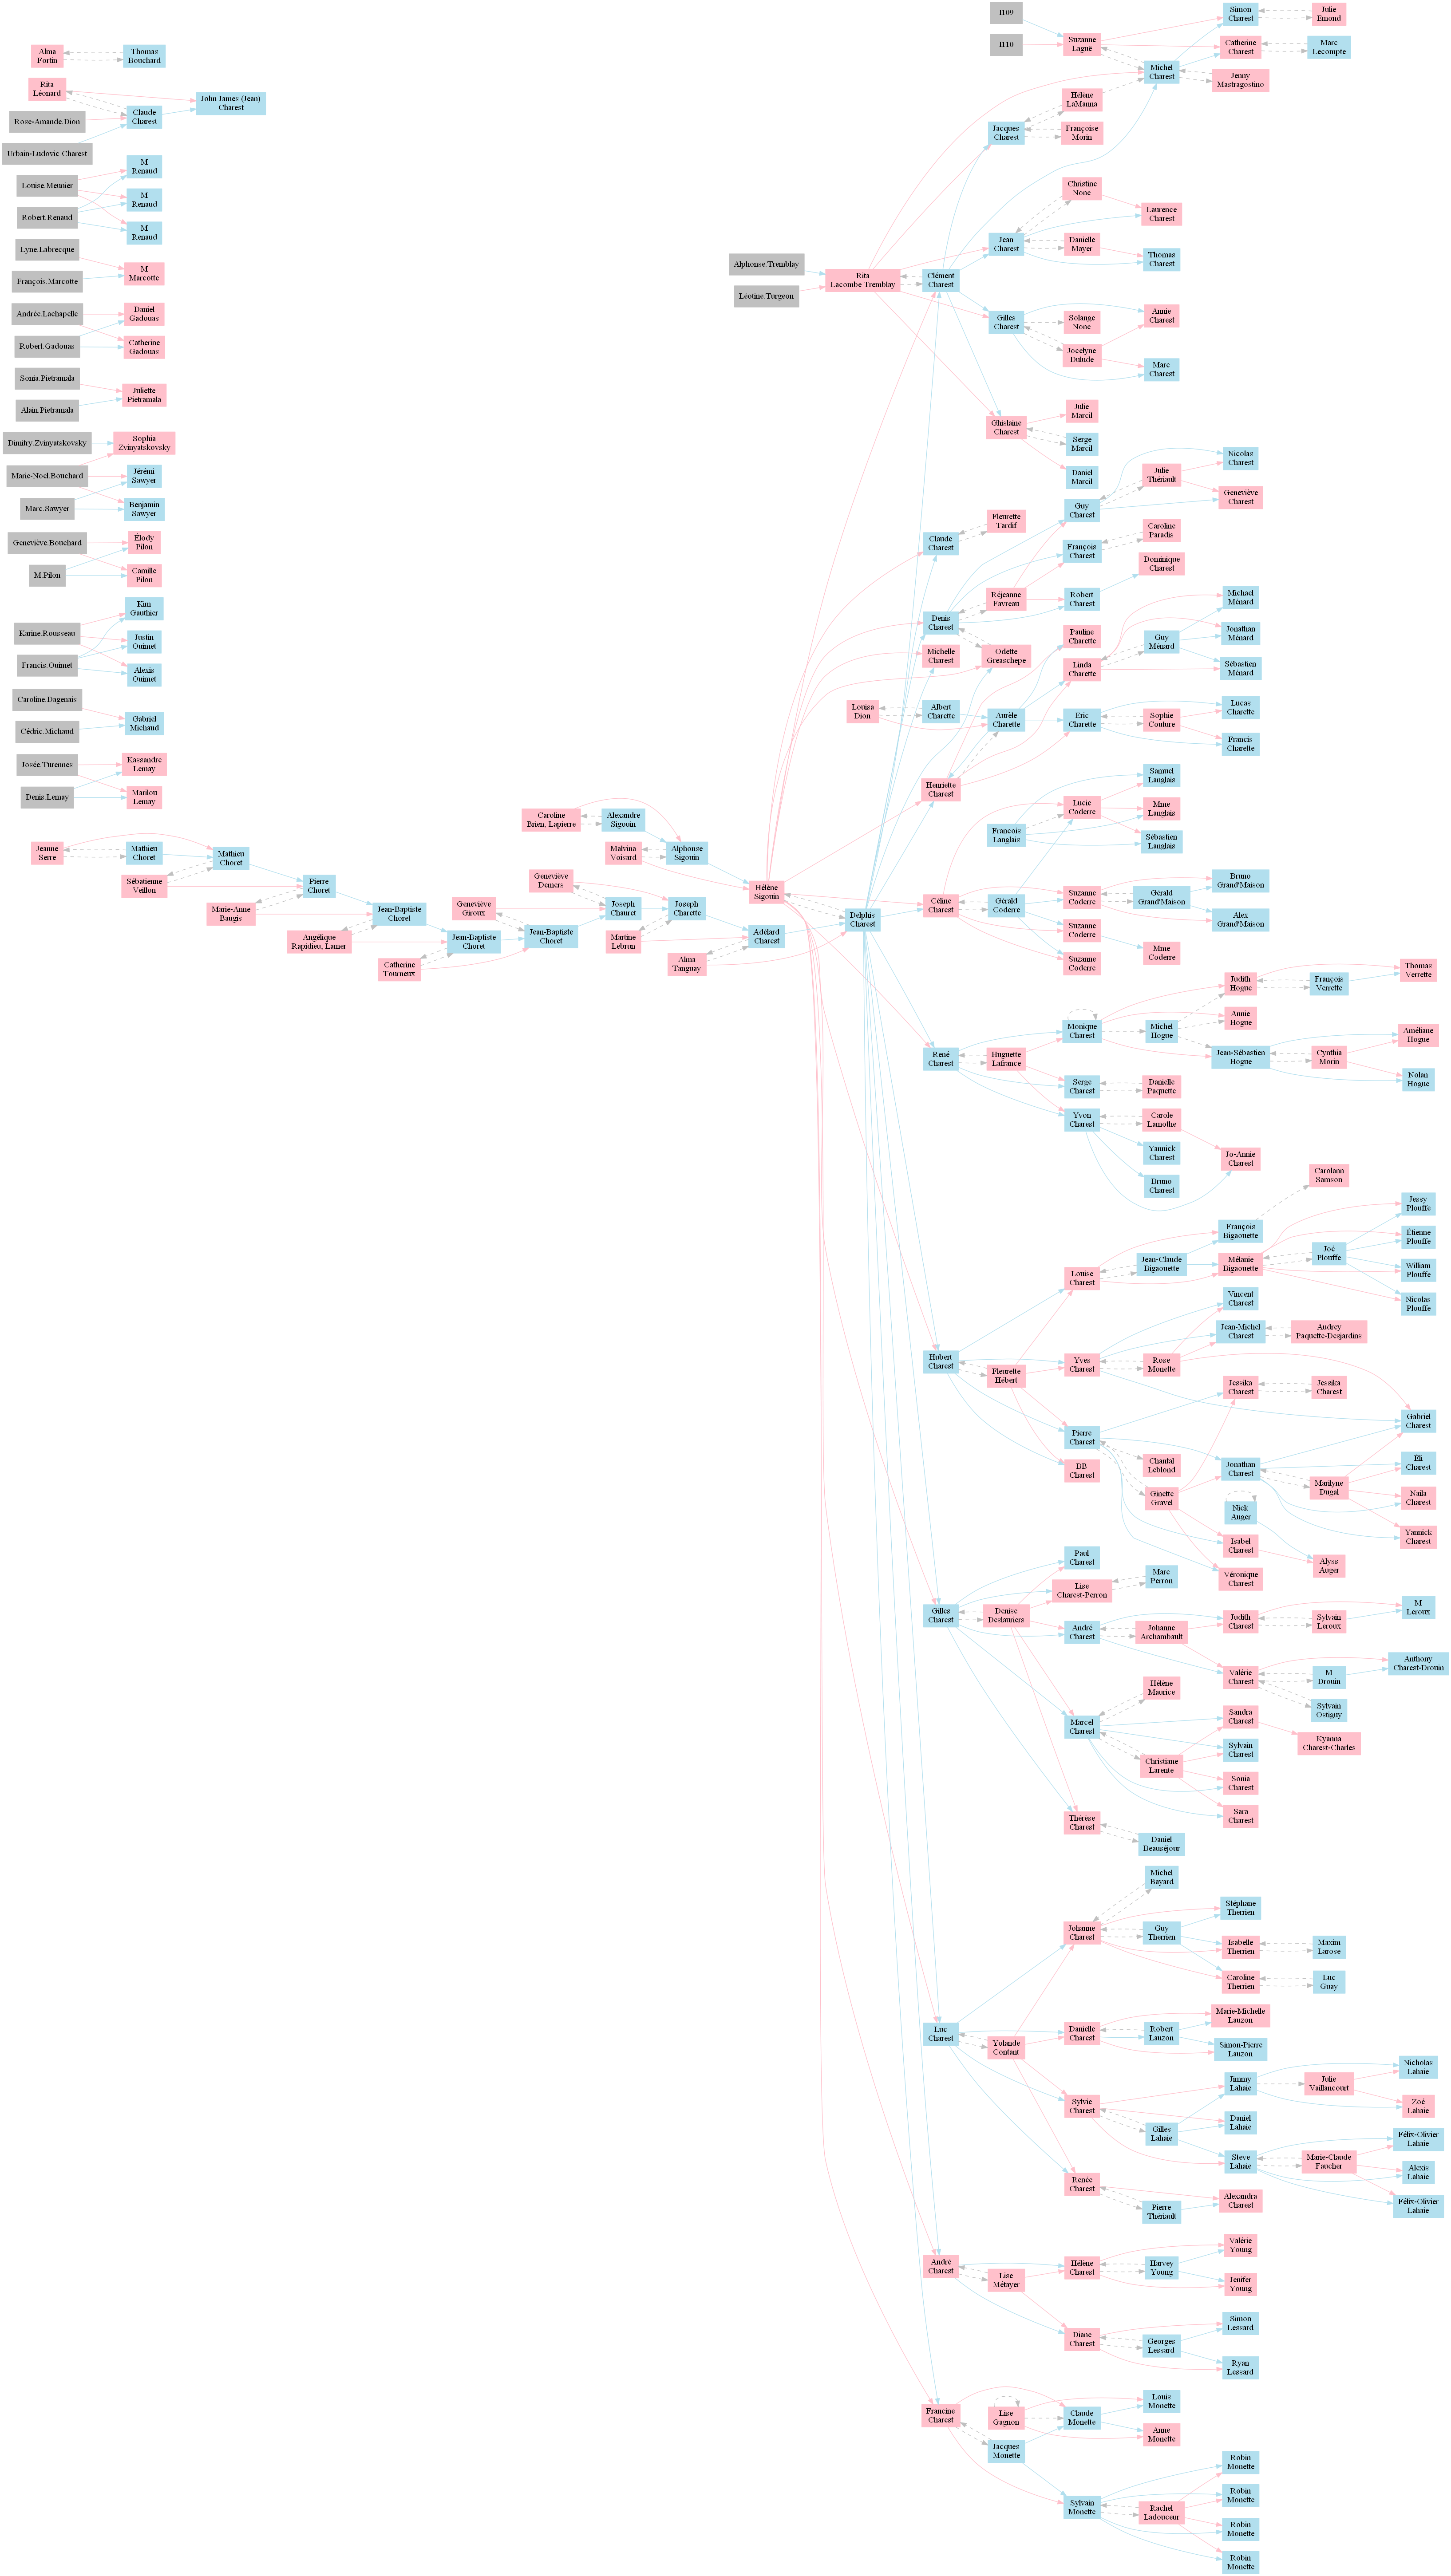 Alma
Fortin
Thomas
Bouchard
Rita
Léonard
Rose-Amande.Dion
Urbain-Ludovic Charest
Claude
Charest
John James (Jean)
Charest
Louise.Meunier
Robert.Renaud
M
Renaud
M
Renaud
M
Renaud
Lyne.Labrecque
François.Marcotte
M
Marcotte
Andrée.Lachapelle
Robert.Gadouas
Daniel
Gadouas
Catherine
Gadouas
Sonia.Pietramala
Alain.Pietramala
Juliette
Pietramala
Dimitry.Zvinyatskovsky
Marie-Noel.Bouchard
Marc.Sawyer
Sophia
Zvinyatskovsky
Jérémi
Sawyer
Benjamin
Sawyer
Geneviève.Bouchard
M.Pilon
Élody
Pilon
Camille
Pilon
Karine.Rousseau
Francis.Ouimet
Kim
Gauthier
Justin
Ouimet
Alexis
Ouimet
Caroline.Dagenais
Cédric.Michaud
Gabriel
Michaud
Josée.Turennes
Denis.Lemay
Kassandre
Lemay
Marilou
Lemay
Jeanne
Serre
Mathieu
Choret
Sébatienne
Veillon
Mathieu
Choret
Marie-Anne
Baugis
Pierre
Choret
Angélique
Rapidieu, Lamer
Jean-Baptiste
Choret
Catherine
Tourneux
Jean-Baptiste
Choret
Geneviève
Giroux
Jean-Baptiste
Choret
Geneviève
Demers
Joseph
Chauret
Martine
Lebrun
Joseph
Charette
Alma
Tanguay
Adélard
Charest
Caroline
Brien, Lapierre
Alexandre
Sigouin
Malvina
Voisard
Alphonse
Sigouin
Hélène
Sigouin
Delphis
Charest
Alphonse.Tremblay
Léotine.Turgeon
Rita
Lacombe Tremblay
Clément
Charest
I109
I110
Suzanne
Lagüe
Michel
Charest
Simon
Charest
Julie
Emond
Catherine
Charest
Marc
Lecompte
Jenny
Mastragostino
Hélène
LaManna
Jacques
Charest
Françoise
Morin
Christine
None
Jean
Charest
Danielle
Mayer
Laurence
Charest
Thomas
Charest
Gilles
Charest
Solange
None
Jocelyne
Dulude
Annie
Charest
Marc
Charest
Ghislaine
Charest
Julie
Marcil
Serge
Marcil
Daniel
Marcil
Claude
Charest
Fleurette
Tardif
Denis
Charest
Réjeanne
Favreau
Odette
Greaschepe
Michelle
Charest
Guy
Charest
Julie
Thériault
Nicolas
Charest
Geneviève
Charest
François
Charest
Caroline
Paradis
Robert
Charest
Dominique
Charest
Louisa
Dion
Albert
Charette
Aurèle
Charette
Henriette
Charest
Pauline
Charette
Linda
Charette
Guy
Ménard
Michael
Ménard
Jonathan
Ménard
Sébastien
Ménard
Eric
Charette
Sophie
Couture
Lucas
Charette
Francis
Charette
Francois
Langlais
Lucie
Coderre
Samuel
Langlais
Mme
Langlais
Sébastien
Langlais
Céline
Charest
Gérald
Coderre
Suzanne
Coderre
Gérald
Grand'Maison
Bruno
Grand'Maison
Alex
Grand'Maison
Suzanne
Coderre
Mme
Coderre
Suzanne
Coderre
René
Charest
Huguette
Lafrance
Monique
Charest
Michel
Hogue
Judith
Hogue
François
Verrette
Thomas
Verrette
Annie
Hogue
Jean-Sébastien
Hogue
Cynthia
Morin
Améliane
Hogue
Nolan
Hogue
Serge
Charest
Danielle
Paquette
Yvon
Charest
Carole
Lamothe
Yannick
Charest
Bruno
Charest
Jo-Annie
Charest
Hubert
Charest
Fleurette
Hébert
Louise
Charest
Jean-Claude
Bigaouette
François
Bigaouette
Carolann
Samson
Mélanie
Bigaouette
Joé
Plouffe
Jessy
Plouffe
Étienne
Plouffe
William
Plouffe
Nicolas
Plouffe
Yves
Charest
Rose
Monette
Vincent
Charest
Jean-Michel
Charest
Audrey
Paquette-Desjardins
Gabriel
Charest
Pierre
Charest
Chantal
Leblond
Ginette
Gravel
Jessika
Charest
Jessika
Charest
Jonathan
Charest
Marilyne
Dugal
Éli
Charest
Naila
Charest
Yannick
Charest
BB
Charest
Nick
Auger
Isabel
Charest
Alyss
Auger
Véronique
Charest
Gilles
Charest
Denise
Deslauriers
Paul
Charest
Lise
Charest-Perron
Marc
Perron
André
Charest
Johanne
Archambault
Judith
Charest
Sylvain
Leroux
M
Leroux
Valérie
Charest
M
Drouin
Anthony
Charest-Drouin
Sylvain
Ostiguy
Hélène
Maurice
Marcel
Charest
Christiane
Larente
Sandra
Charest
Kyanna
Charest-Charles
Sylvain
Charest
Sonia
Charest
Sara
Charest
Thérèse
Charest
Daniel
Beauséjour
Luc
Charest
Yolande
Contant
Michel
Bayard
Johanne
Charest
Guy
Therrien
Stéphane
Therrien
Isabelle
Therrien
Maxim
Larose
Caroline
Therrien
Luc
Guay
Danielle
Charest
Robert
Lauzon
Marie-Michelle
Lauzon
Simon-Pierre
Lauzon
Sylvie
Charest
Gilles
Lahaie
Jimmy
Lahaie
Julie
Vaillancourt
Nicholas
Lahaie
Zoé
Lahaie
Daniel
Lahaie
Steve
Lahaie
Marie-Claude
Faucher
Félix-Olivier
Lahaie
Alexis
Lahaie
Félix-Olivier
Lahaie
Renée
Charest
Pierre
Thériault
Alexandra
Charest
André
Charest
Lise
Métayer
Hélène
Charest
Harvey
Young
Valérie
Young
Jenifer
Young
Diane
Charest
Georges
Lessard
Simon
Lessard
Ryan
Lessard
Francine
Charest
Lise
Gagnon
Jacques
Monette
Claude
Monette
Louis
Monette
Anne
Monette
Sylvain
Monette
Rachel
Ladouceur
Robin
Monette
Robin
Monette
Robin
Monette
Robin
Monette